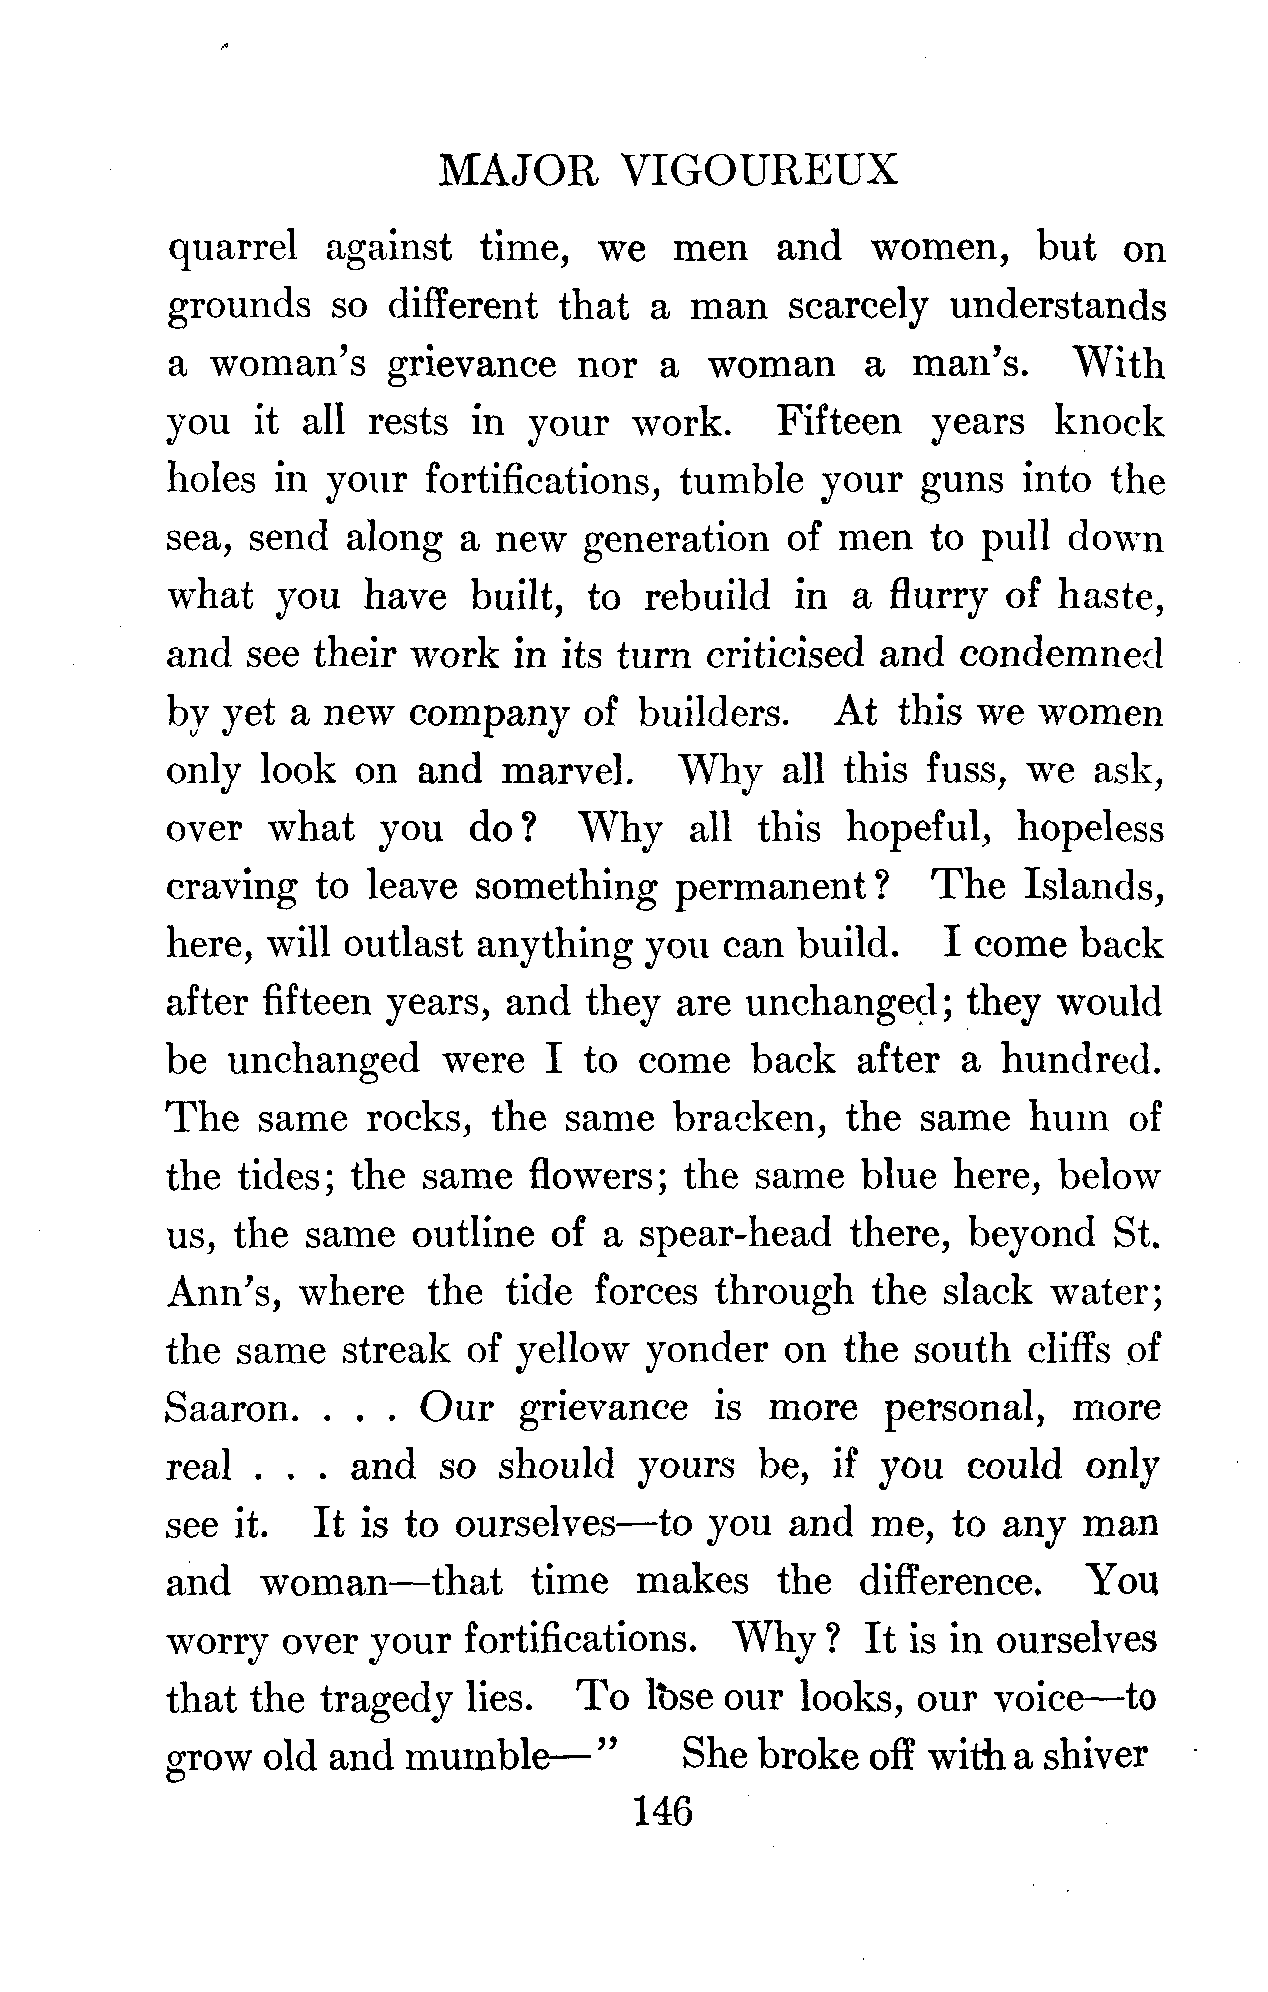 MAJOR VIGOUREUX
quarrel against time, we men and women, but on
grounds so different that a man scarcely understands
a woman's grievance nor a woman a man's. With
you it all rests in your work. Fifteen years knock
holes in your fortifications, tumble your guns into the
sea, send along a new generation of men to pull down
what you have built, to rebuild in a flurry of haste,
and see their work in its turn criticised and condemned
by yet a new company of builders. At this we women
only look on and marvel. Why all this fuss, we ask,
over what you do? Why all this hopeful, hopeless
craving to leave something permanent? The Islands,
here, will outlast anything you can build. I come back
after fifteen years, and they are unchanged; they would
be unchanged were I to come back after a hundred.
The same rocks, the same bracken, the same hum of
the tides; the same flowers; the same blue here, below
us, the same outline of a spear-head there, beyond St.
Ann's, where the tide forces through the slack water;
the same streak of yellow yonder on the south cliffs of
Saaron. . . . Our grievance is more personal, more
real . . . and so should yours be, if you could only
see it. It is to ourselves—to you and me, to any man
and woman—that time makes the difference. You
worry over your fortifications. Why? It is in ourselves
that the tragedy lies. To lose our looks, our voice—to
grow old and mumble—" She broke off with a shiver
146